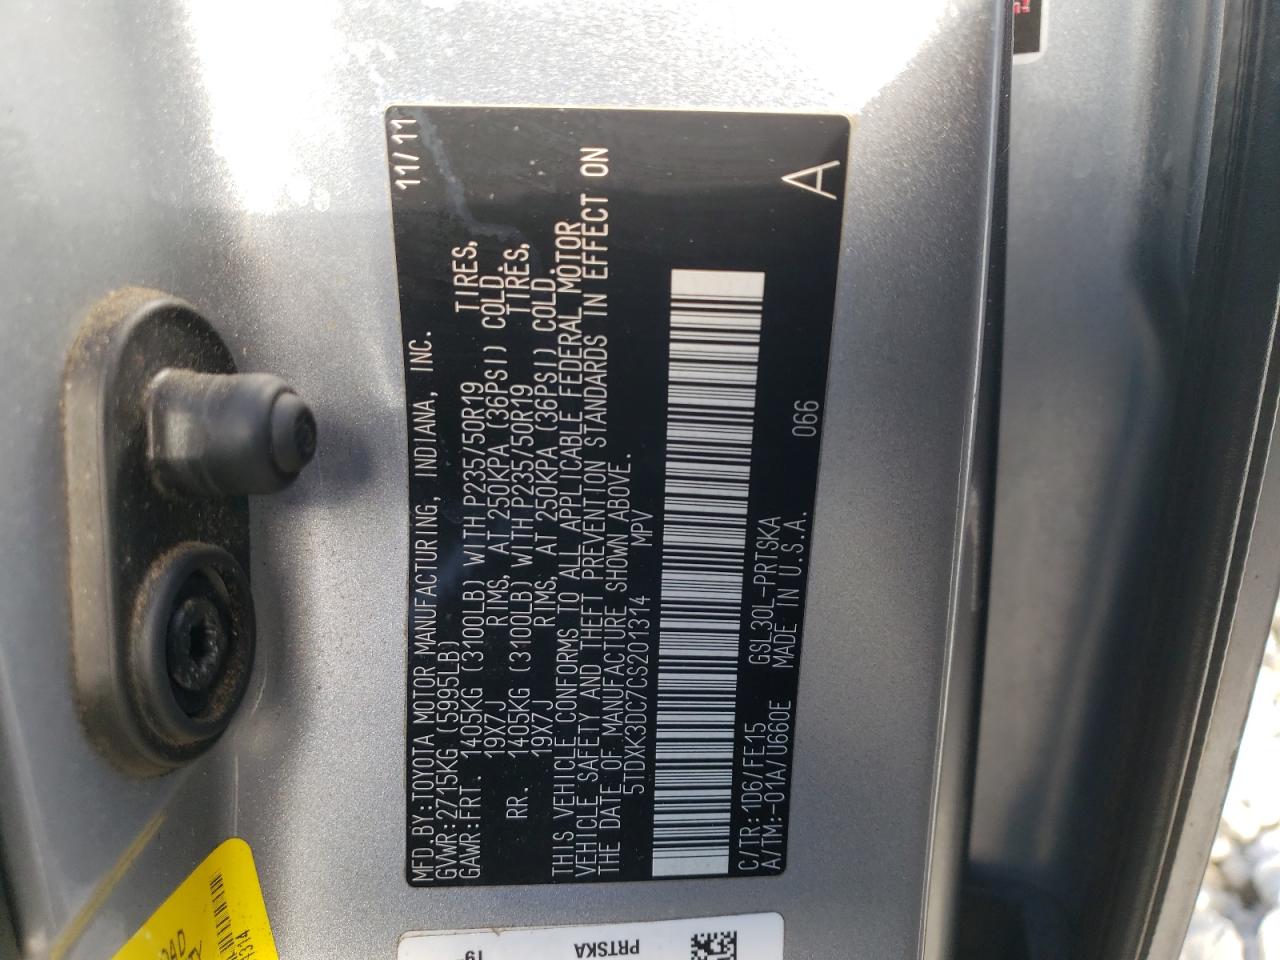 MFD.BY:TOYOTA MOTOR MANUFACTURING, INDIANA, INC. 11/11
GVWR:2715KG (5995LB)
GAWR:FRT. 1405KG (3100LB) WITH P235/50R19 TIRES,
19X7J RIMS, AT 250KPA (36PSI) COLD.
RR. 1405KG (3100LB) WITH P235/50R19 TIRES,
19X7J RIMS, AT 250KPA (36PSI) COLD.
THIS VEHICLE CONFORMS TO ALL APPLICABLE FEDERAL MOTOR
VEHICLE SAFETY AND THEFT PREVENTION STANDARDS IN EFFECT ON
THE DATE OF MANUFACTURE SHOWN ABOVE.
5TDXK3DC7CS201314 MPV
C/TR:1D6/FE15 GSL30L-PRTSKA 066
A/TM:-01A/U660E MADE IN U.S.A. A
PRTSKA